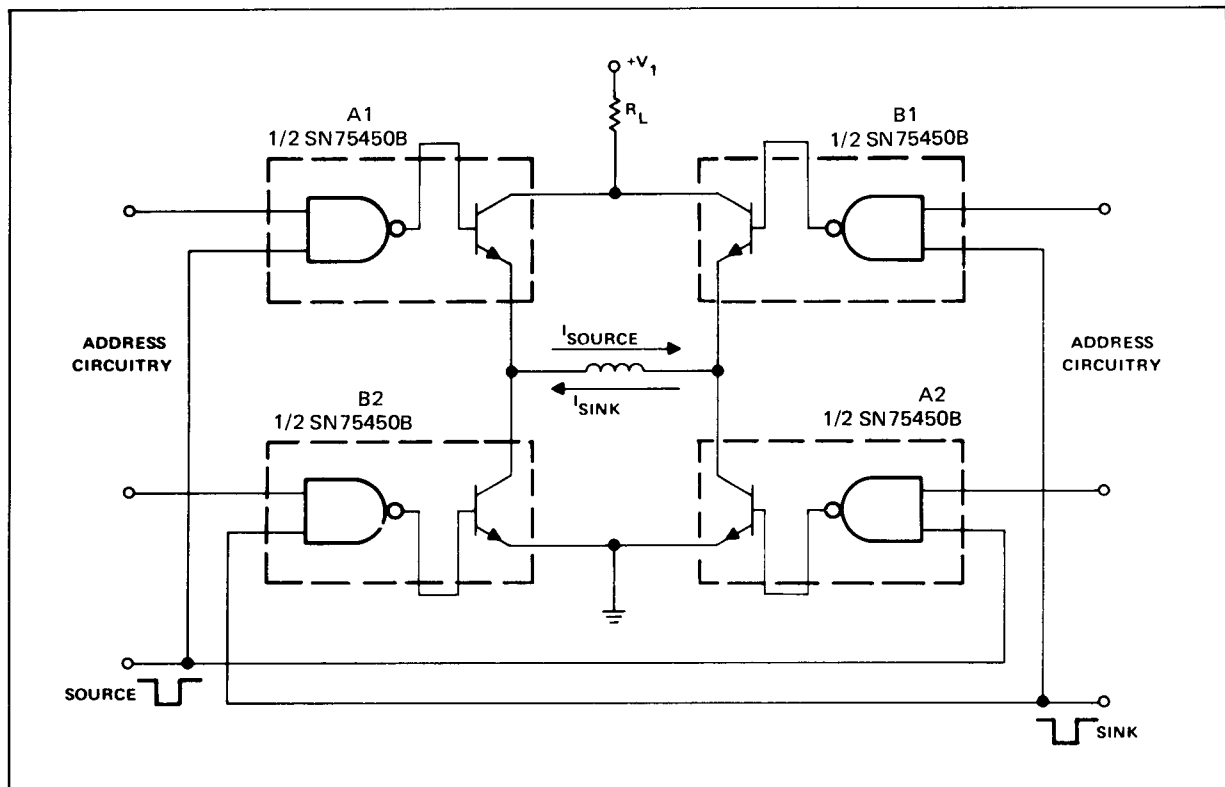 +V1
RL
A1
1/2 SN75450B
B1
1/2 SN75450B
ADDRESS
CIRCUITRY
ISOURCE
ISINK
ADDRESS
CIRCUITRY
B2
1/2 SN75450B
A2
1/2 SN75450B
SOURCE
SINK